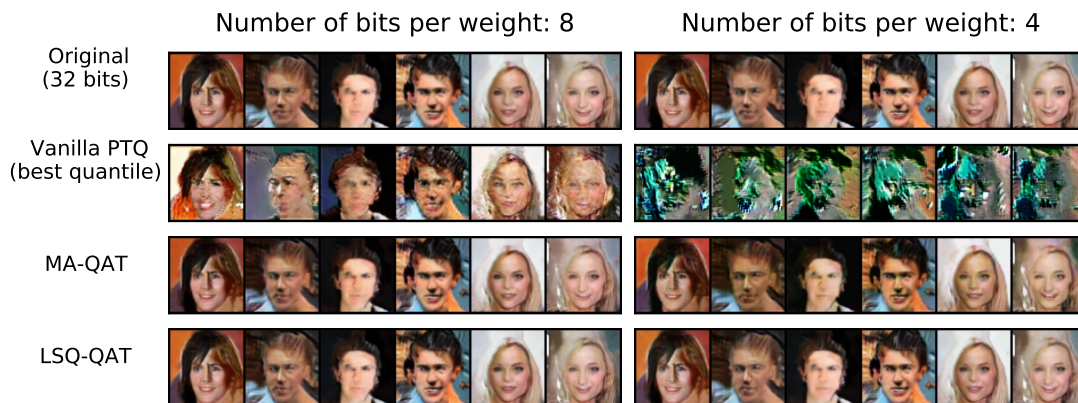 Number of bits per weight: 8
Number of bits per weight: 4
Original
(32 bits)
Vanilla PTQ
(best quantile)
MA-QAT
LSQ-QAT